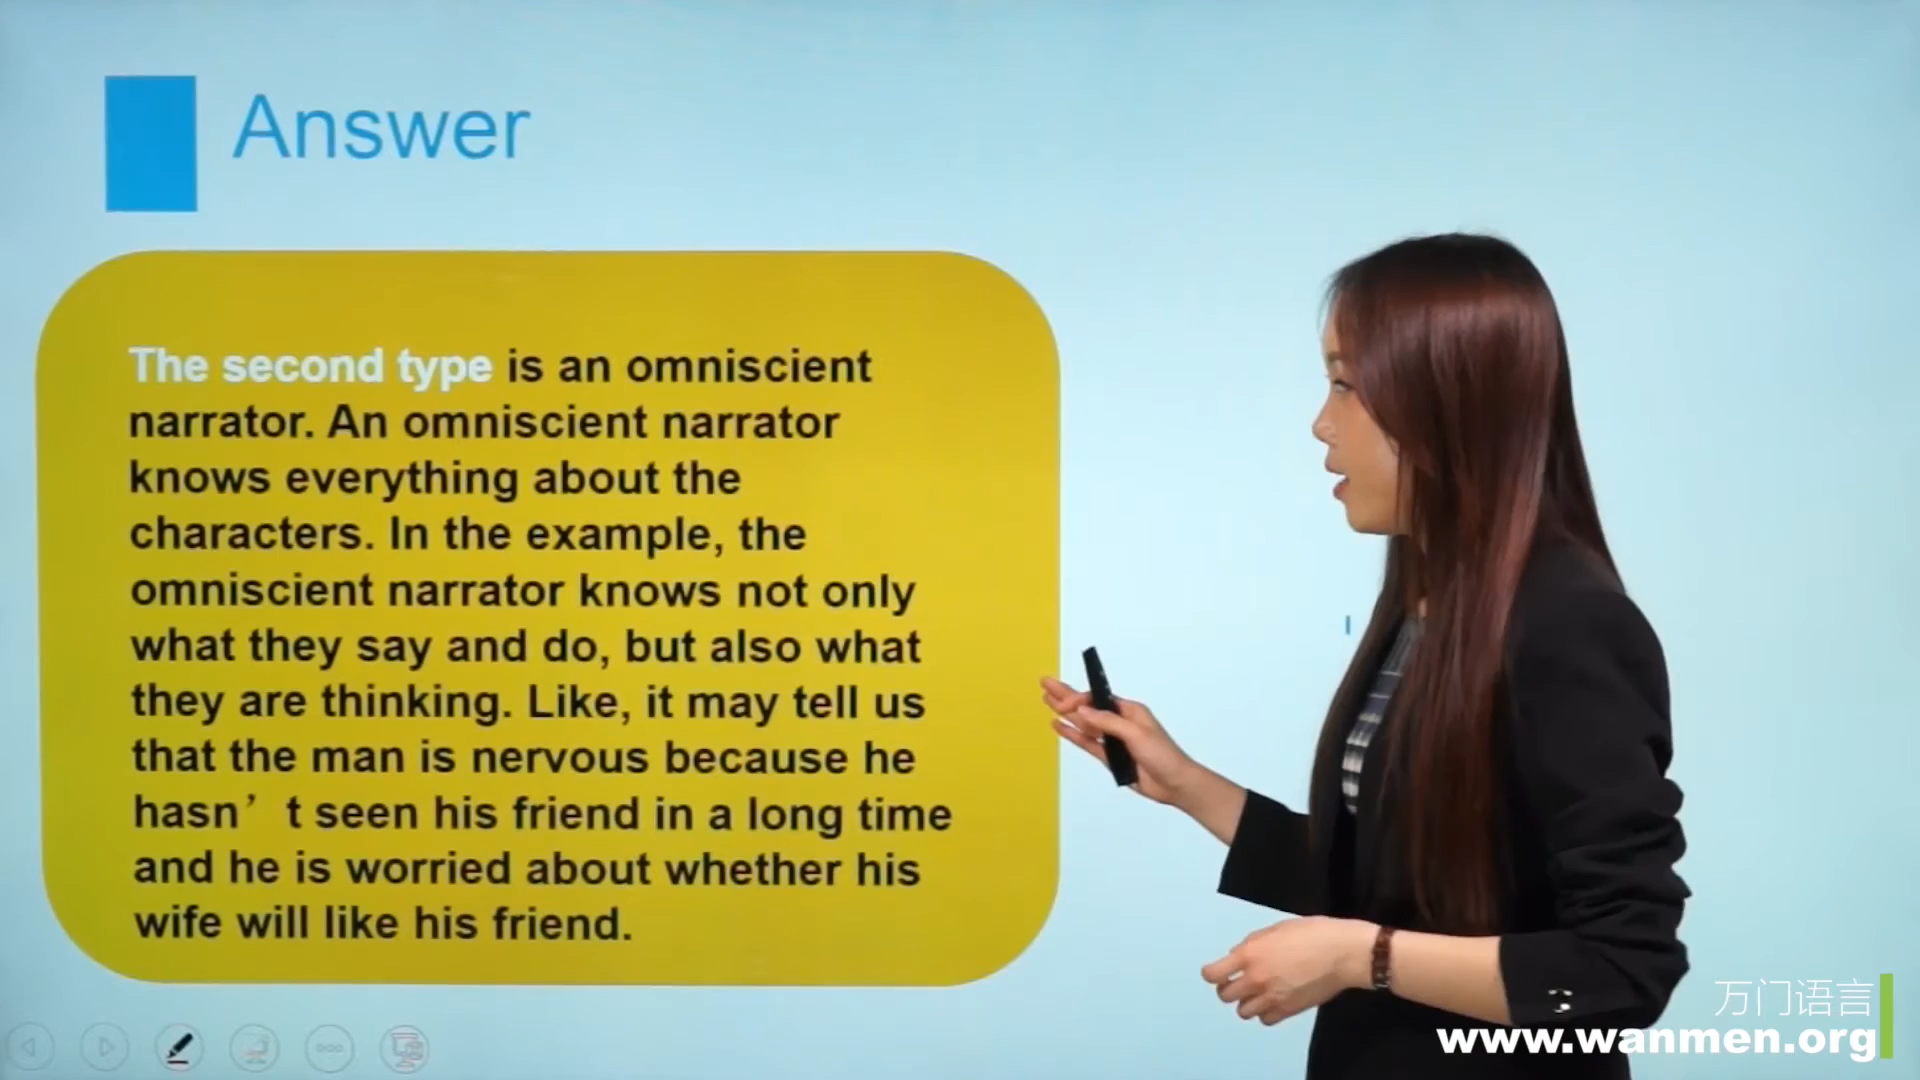 Answer
The second type is an omniscient
narrator. An omniscient narrator
knows everything about the
characters. In the example, the
omniscient narrator knows not only
what they say and do, but also what
they are thinking. Like, it may tell us
that the man is nervous because he
hasn’t seen his friend in a long time
and he is worried about whether his
wife will like his friend.
万门语言
www.wanmen.org